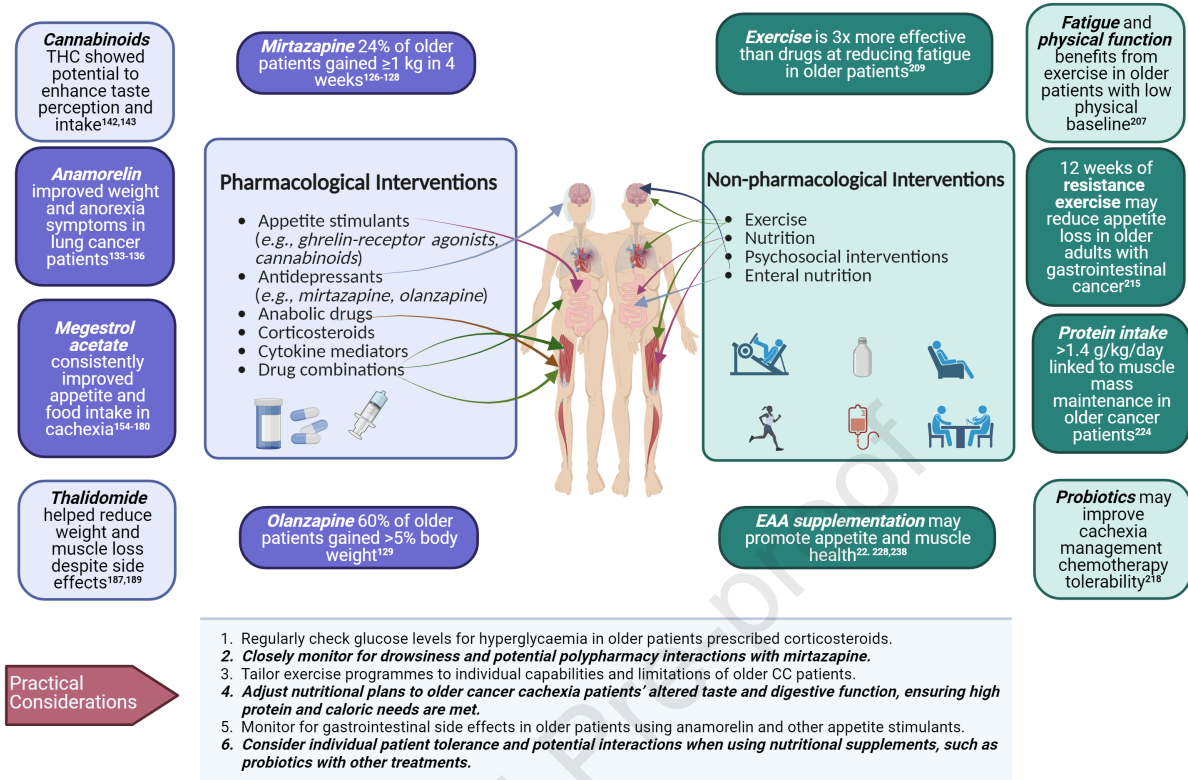 Cannabinoids
THC showed
potential to
enhance taste
perception and
intake142,143
Mirtazapine 24% of older
patients gained ≥1 kg in 4
weeks126-128
Exercise is 3x more effective
than drugs at reducing fatigue
in older patients209
Fatigue and
physical function
benefits from
exercise in older
patients with low
physical
baseline207
Anamorelin
improved weight
and anorexia
symptoms in
lung cancer
patients133-136
Megestrol
acetate
consistently
improved
appetite and
food intake in
cachexia154-180
Thalidomide
helped reduce
weight and
muscle loss
despite side
effects187,189
Pharmacological Interventions
• Appetite stimulants
(e.g., ghrelin-receptor agonists,
cannabinoids)
• Antidepressants
(e.g., mirtazapine, olanzapine)
• Anabolic drugs
• Corticosteroids
• Cytokine mediators
• Drug combinations
Non-pharmacological Interventions
• Exercise
• Nutrition
• Psychosocial interventions
• Enteral nutrition
12 weeks of
resistance
exercise may
reduce appetite
loss in older
adults with
gastrointestinal
cancer215
Protein intake
>1.4 g/kg/day
linked to muscle
mass
maintenance in
older cancer
patients224
Probiotics may
improve
cachexia
management
chemotherapy
tolerability218
Olanzapine 60% of older
patients gained >5% body
weight129
EAA supplementation may
promote appetite and muscle
health22. 228,238
Practical
Considerations
1. Regularly check glucose levels for hyperglycaemia in older patients prescribed corticosteroids.
2. Closely monitor for drowsiness and potential polypharmacy interactions with mirtazapine.
3. Tailor exercise programmes to individual capabilities and limitations of older CC patients.
4. Adjust nutritional plans to older cancer cachexia patients' altered taste and digestive function, ensuring high
protein and caloric needs are met.
5. Monitor for gastrointestinal side effects in older patients using anamorelin and other appetite stimulants.
6. Consider individual patient tolerance and potential interactions when using nutritional supplements, such as
probiotics with other treatments.
Pre-proof